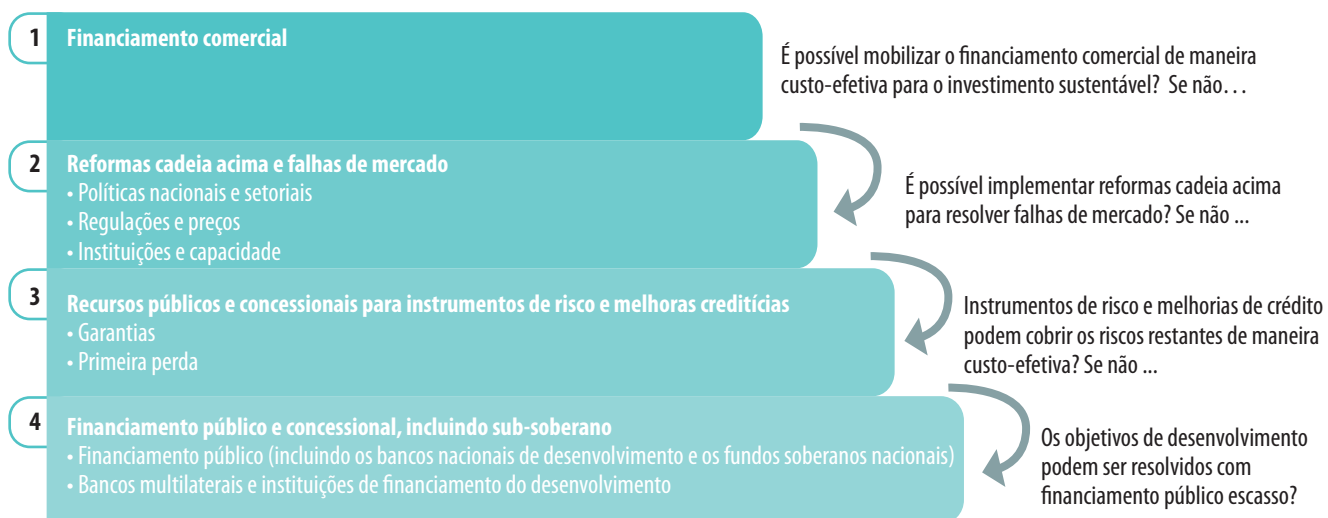 1 Financiamento comercial
É possível mobilizar o financiamento comercial de maneira
custo-efetiva para o investimento sustentável? Se não…
2 Reformas cadeia acima e falhas de mercado
• Políticas nacionais e setoriais
• Regulações e preços
• Instituições e capacidade
É possível implementar reformas cadeia acima
para resolver falhas de mercado? Se não ...
3 Recursos públicos e concessionais para instrumentos de risco e melhoras creditícias
• Garantias
• Primeira perda
Instrumentos de risco e melhorias de crédito
podem cobrir os riscos restantes de maneira
custo-efetiva? Se não ...
4 Financiamento público e concessional, incluindo sub-soberano
• Financiamento público (incluindo os bancos nacionais de desenvolvimento e os fundos soberanos nacionais)
• Bancos multilaterais e instituições de financiamento do desenvolvimento
Os objetivos de desenvolvimento
podem ser resolvidos com
financiamento público escasso?